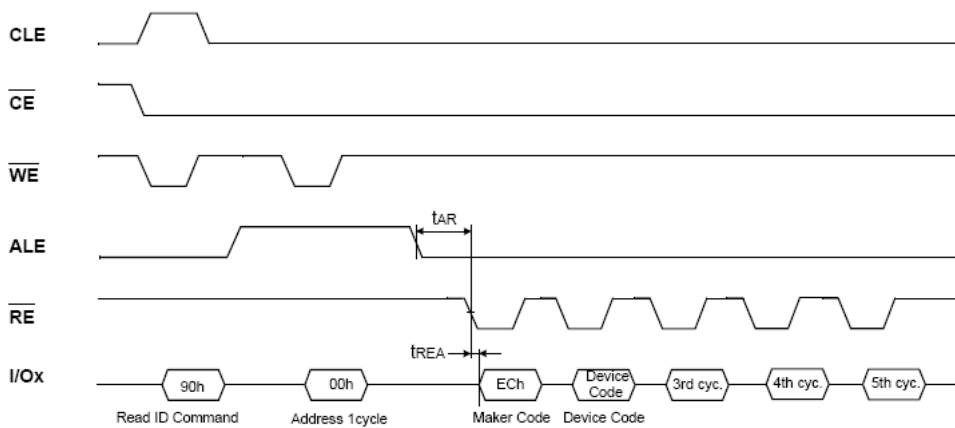 CLE
CE
WE
tAR
ALE
RE
tREA
I/Ox
90h
00h
ECh
Device
Code
3rd cyc.
4th cyc.
5th cyc.
Read ID Command
Address 1cycle
Maker Code
Device Code